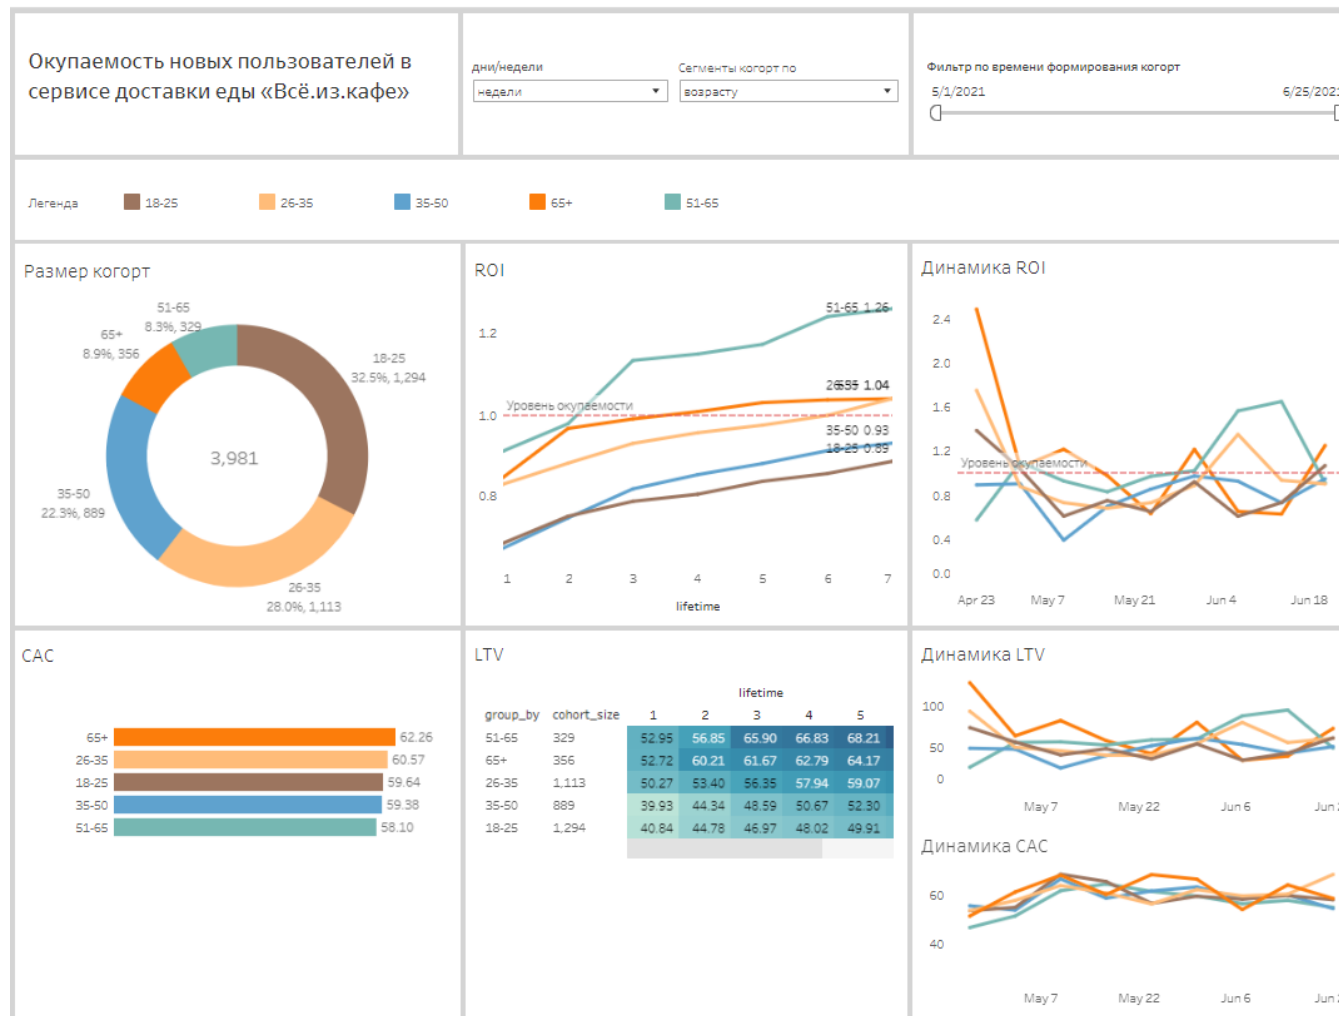 Окупаемость новых пользователей в
сервисе доставки еды «Всё.из.кафе»
дни/недели
недели
Сегменты когорт по
возрасту
Фильтр по времени формирования когорт
5/1/2021 6/25/2021
Легенда 18-25 26-35 35-50 65+ 51-65
Размер когорт
51-65
8.3%, 329
65+
8.9%, 356
18-25
32.5%, 1,294
3,981
35-50
22.3%, 889
26-35
28.0%, 1,113
ROI
51-65 1.26
1.2
1.04
1.0
Уровень окупаемости
35-50 0.93
18-25 0.89
0.8
1 2 3 4 5 6 7
lifetime
Динамика ROI
2.4
2.0
1.6
1.2
Уровень окупаемости
0.8
0.4
0.0
Apr 23 May 7 May 21 Jun 4 Jun 18
CAC
65+ 62.26
26-35 60.57
18-25 59.64
35-50 59.38
51-65 58.10
LTV
lifetime
group_by cohort_size 1 2 3 4 5
51-65 329 52.95 56.85 65.90 66.83 68.21
65+ 356 52.72 60.21 61.67 62.79 64.17
26-35 1,113 50.27 53.40 56.35 57.94 59.07
35-50 889 39.93 44.34 48.59 50.67 52.30
18-25 1,294 40.84 44.78 46.97 48.02 49.91
Динамика LTV
100
50
0
May 7 May 22 Jun 6 Jun
Динамика CAC
60
40
May 7 May 22 Jun 6 Jun